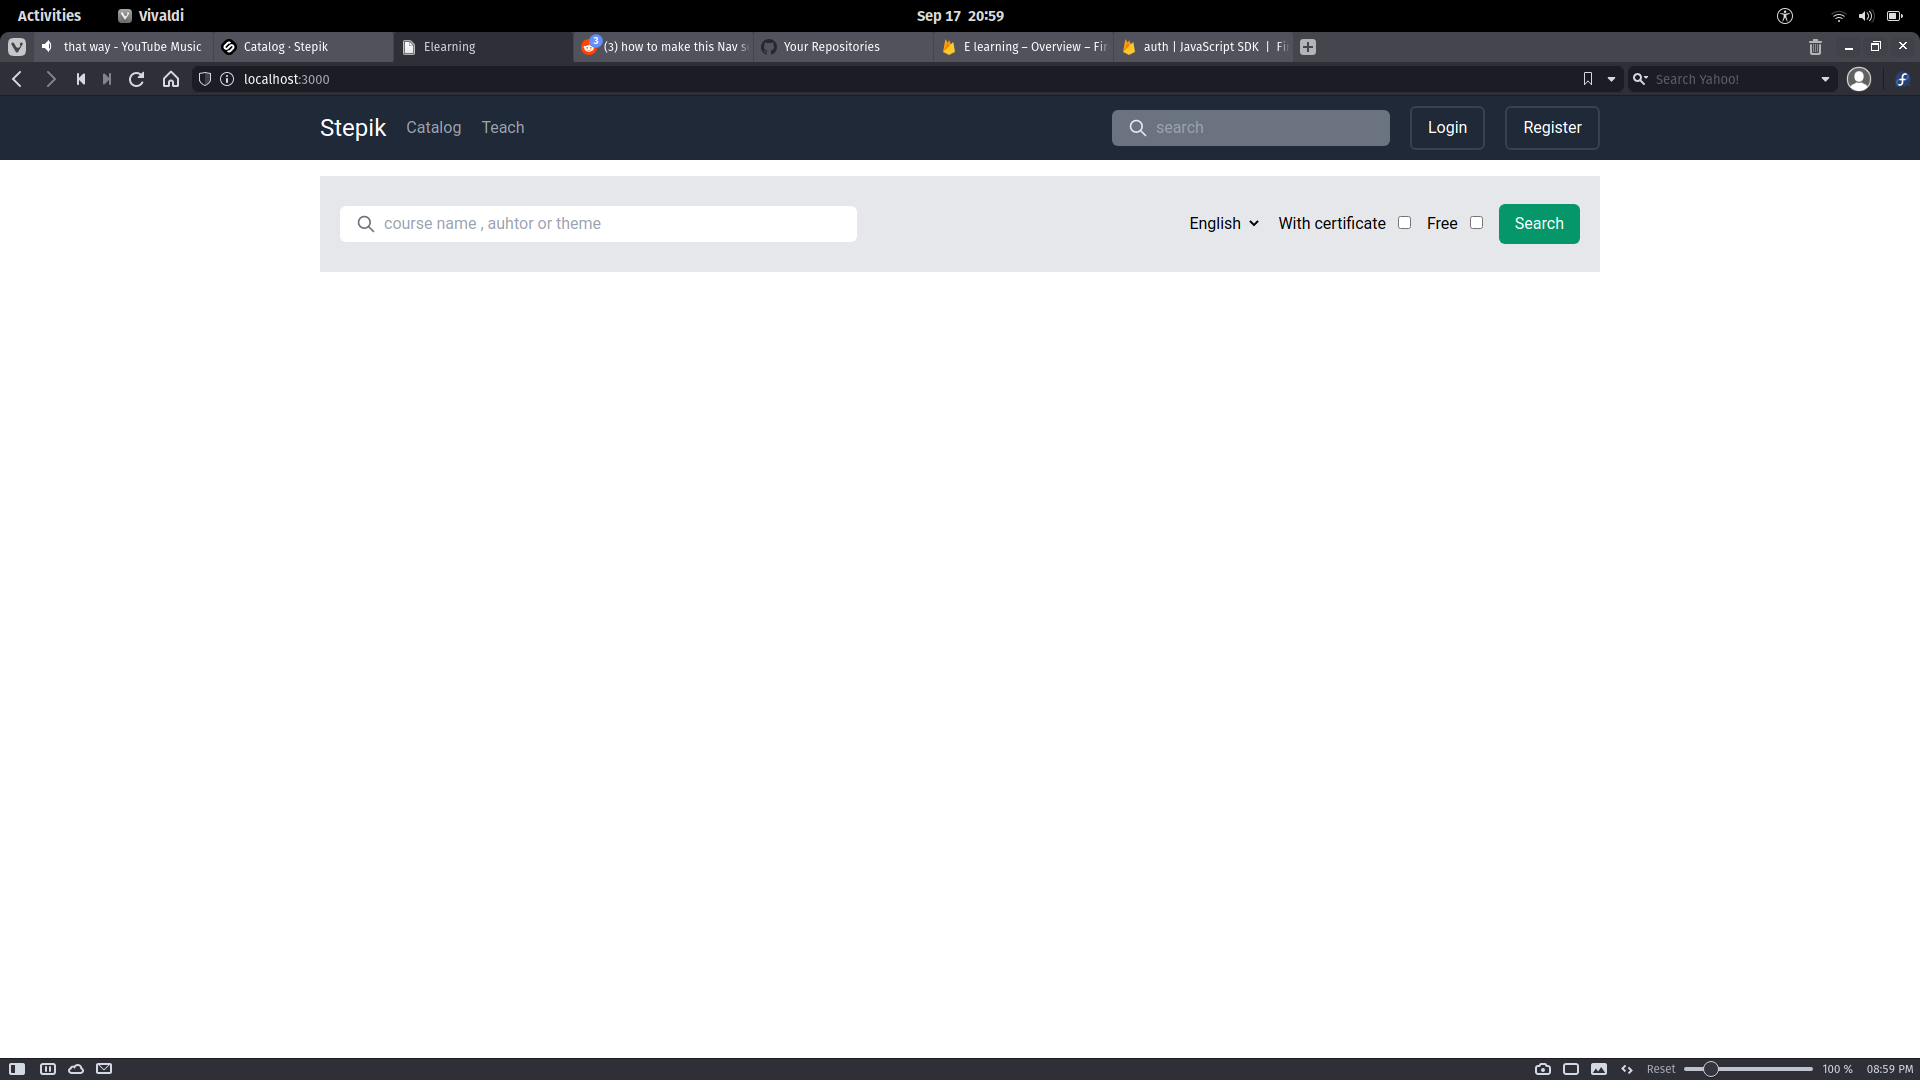 Activities Vivaldi Sep 17 20:59
that way - YouTube Music Catalog · Stepik Elearning 3 (3) how to make this Nav s Your Repositories E learning – Overview – Fir auth | JavaScript SDK | Fi
localhost:3000 Search Yahoo!
Stepik Catalog Teach search Login Register
course name , auhtor or theme English With certificate Free Search
Reset 100 % 08:59 PM